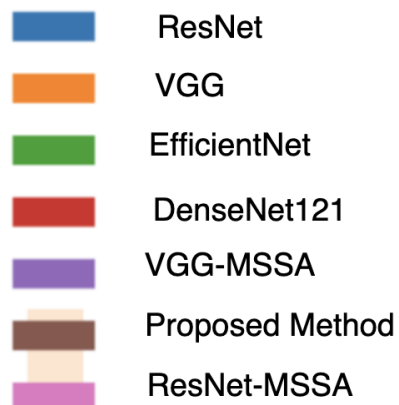 ResNet
VGG
EfficientNet
DenseNet121
VGG-MSSA
Proposed Method
ResNet-MSSA